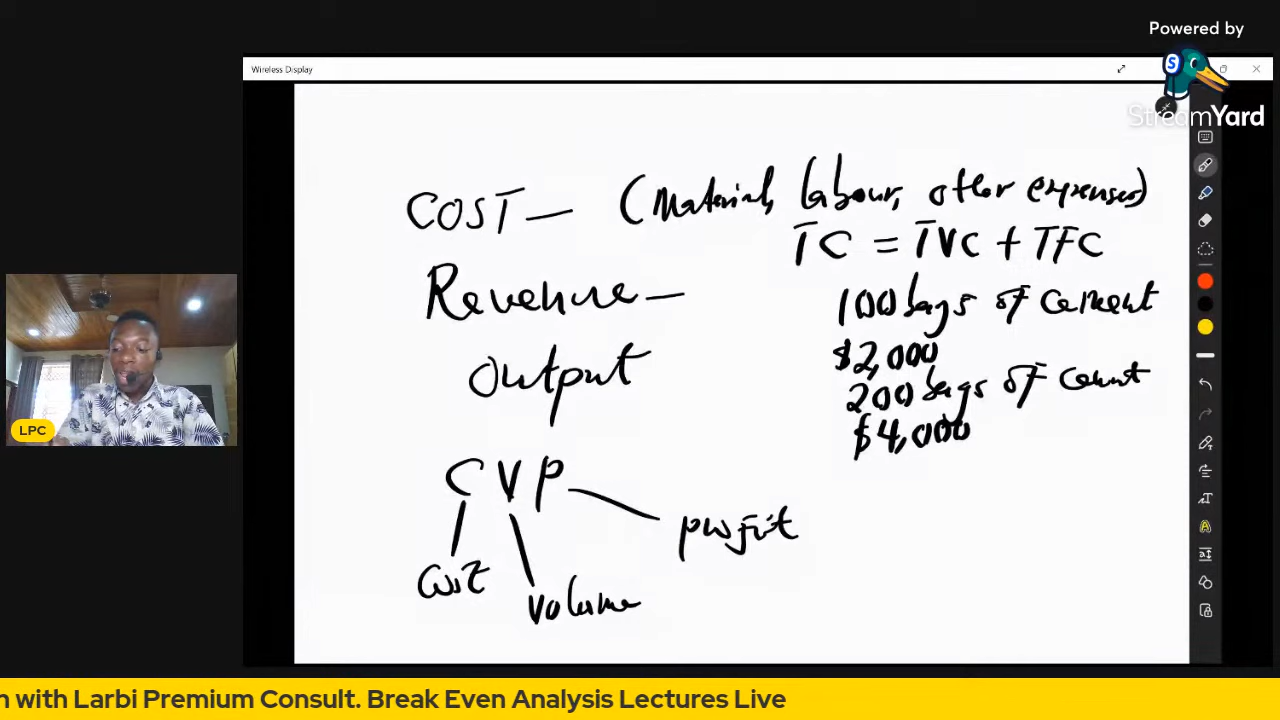 Powered by
StreamYard
Wireless Display
COST — (Material, labour, other expenses)
TC = TVC + TFC
Revenue —
100 bags of cement
$2,000
Output
200 bags of cement
$4,000
CVP
profit
cost
volume
LPC
n with Larbi Premium Consult. Break Even Analysis Lectures Live